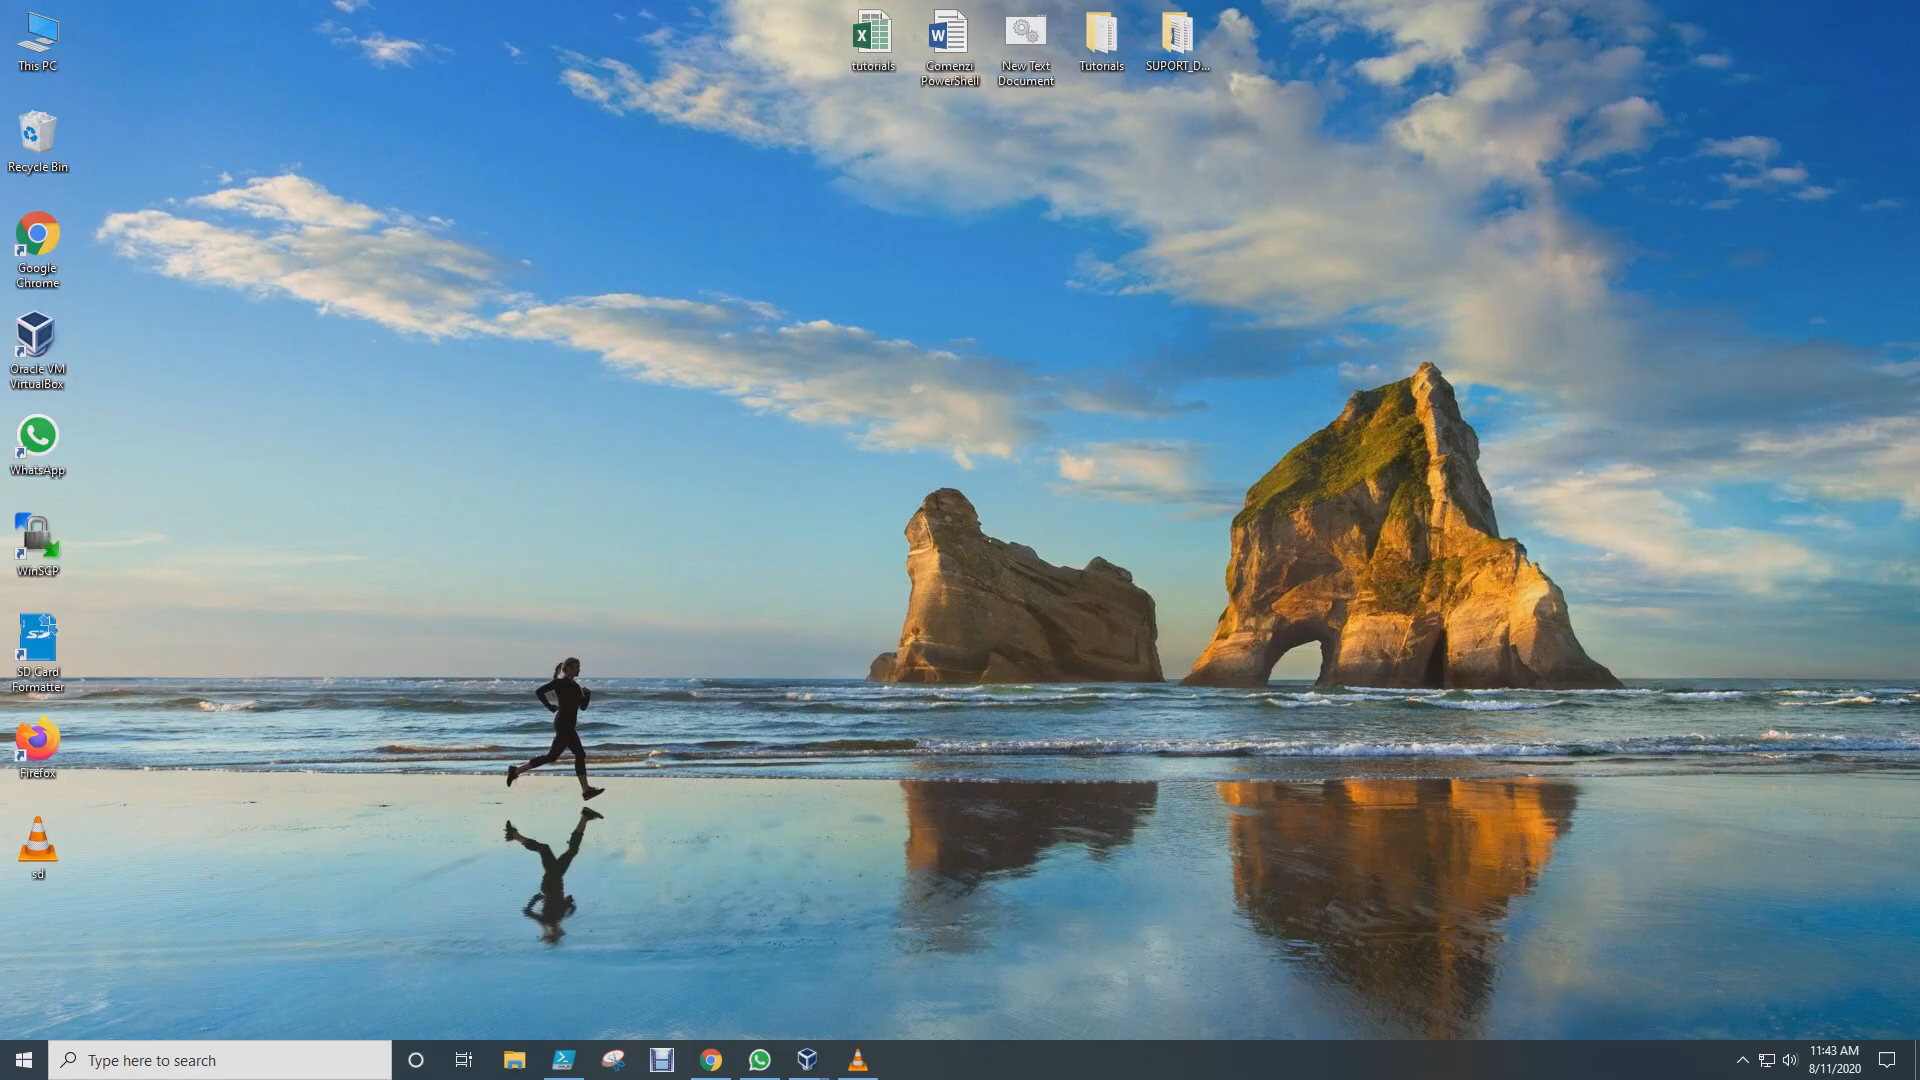 This PC
Recycle Bin
Google
Chrome
Oracle VM
VirtualBox
WhatsApp
WinSCP
SD
SD Card
Formatter
Firefox
sd
X
tutorials
W
Comenzi
PowerShell
New Text
Document
Tutorials
SUPORT_D...
Type here to search
11:43 AM
8/11/2020